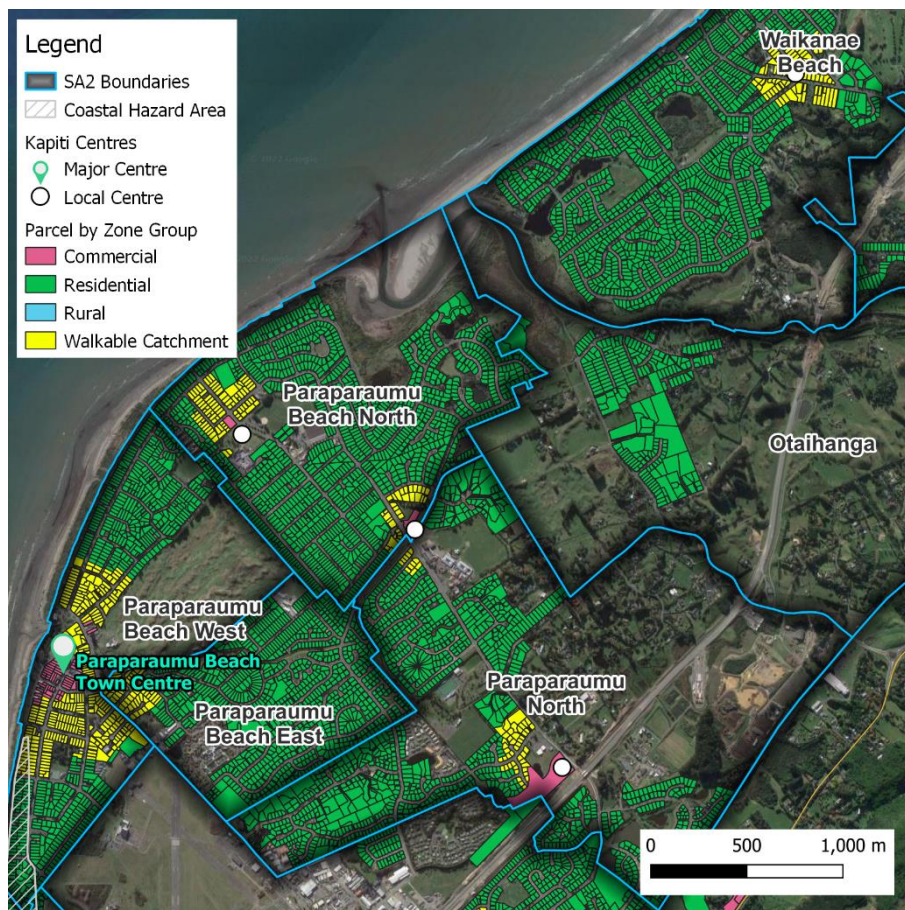 Legend
SA2 Boundaries
Coastal Hazard Area
Kapiti Centres
Major Centre
Local Centre
Parcel by Zone Group
Commercial
Residential
Rural
Walkable Catchment
Waikanae
Beach
Paraparaumu
Beach North
Otaihanga
Paraparaumu
Beach West
Paraparaumu Beach
Town Centre
Paraparaumu
Beach East
Paraparaumu
North
0 500 1,000 m